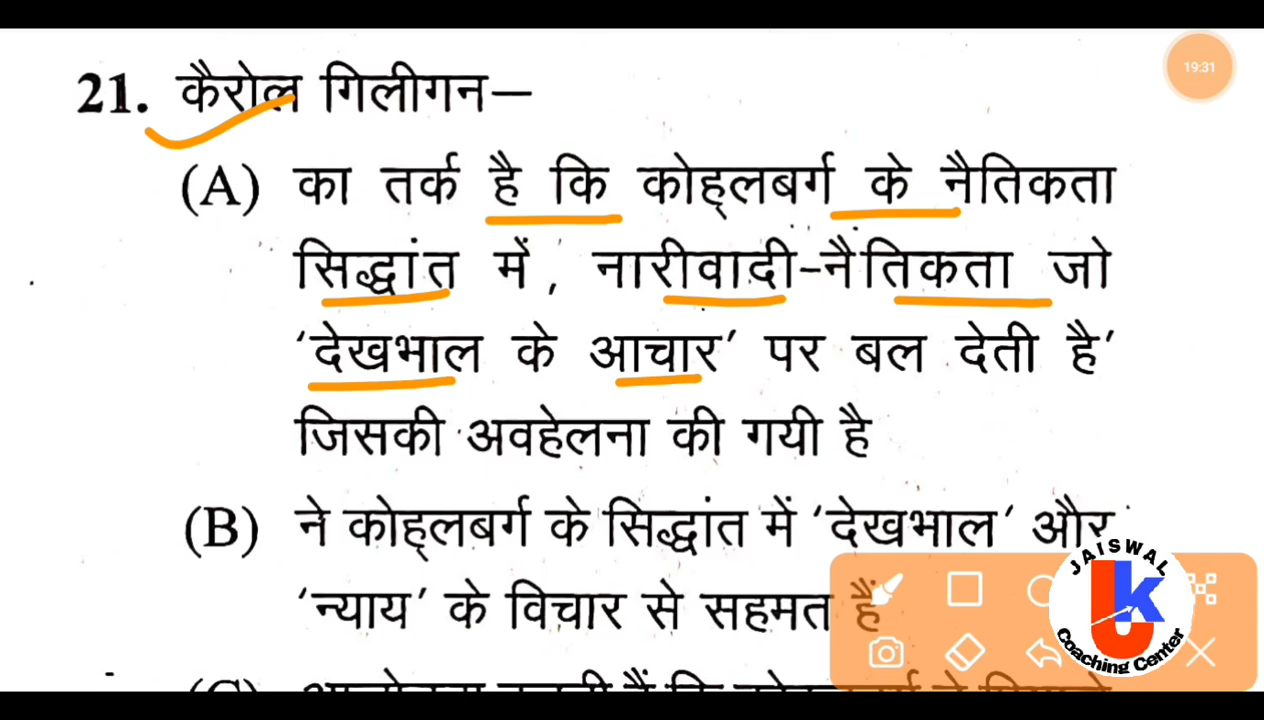 19:31
21. कैरोल गिलीगन—
(A) का तर्क है कि कोह्लबर्ग के नैतिकता
सिद्धांत में, नारीवादी-नैतिकता जो
'देखभाल के आचार' पर बल देती है'
जिसकी अवहेलना की गयी है
(B) ने कोह्लबर्ग के सिद्धांत में 'देखभाल' और
'न्याय' के विचार से सहमत हैं
JAISWAL
UK
Coaching Center